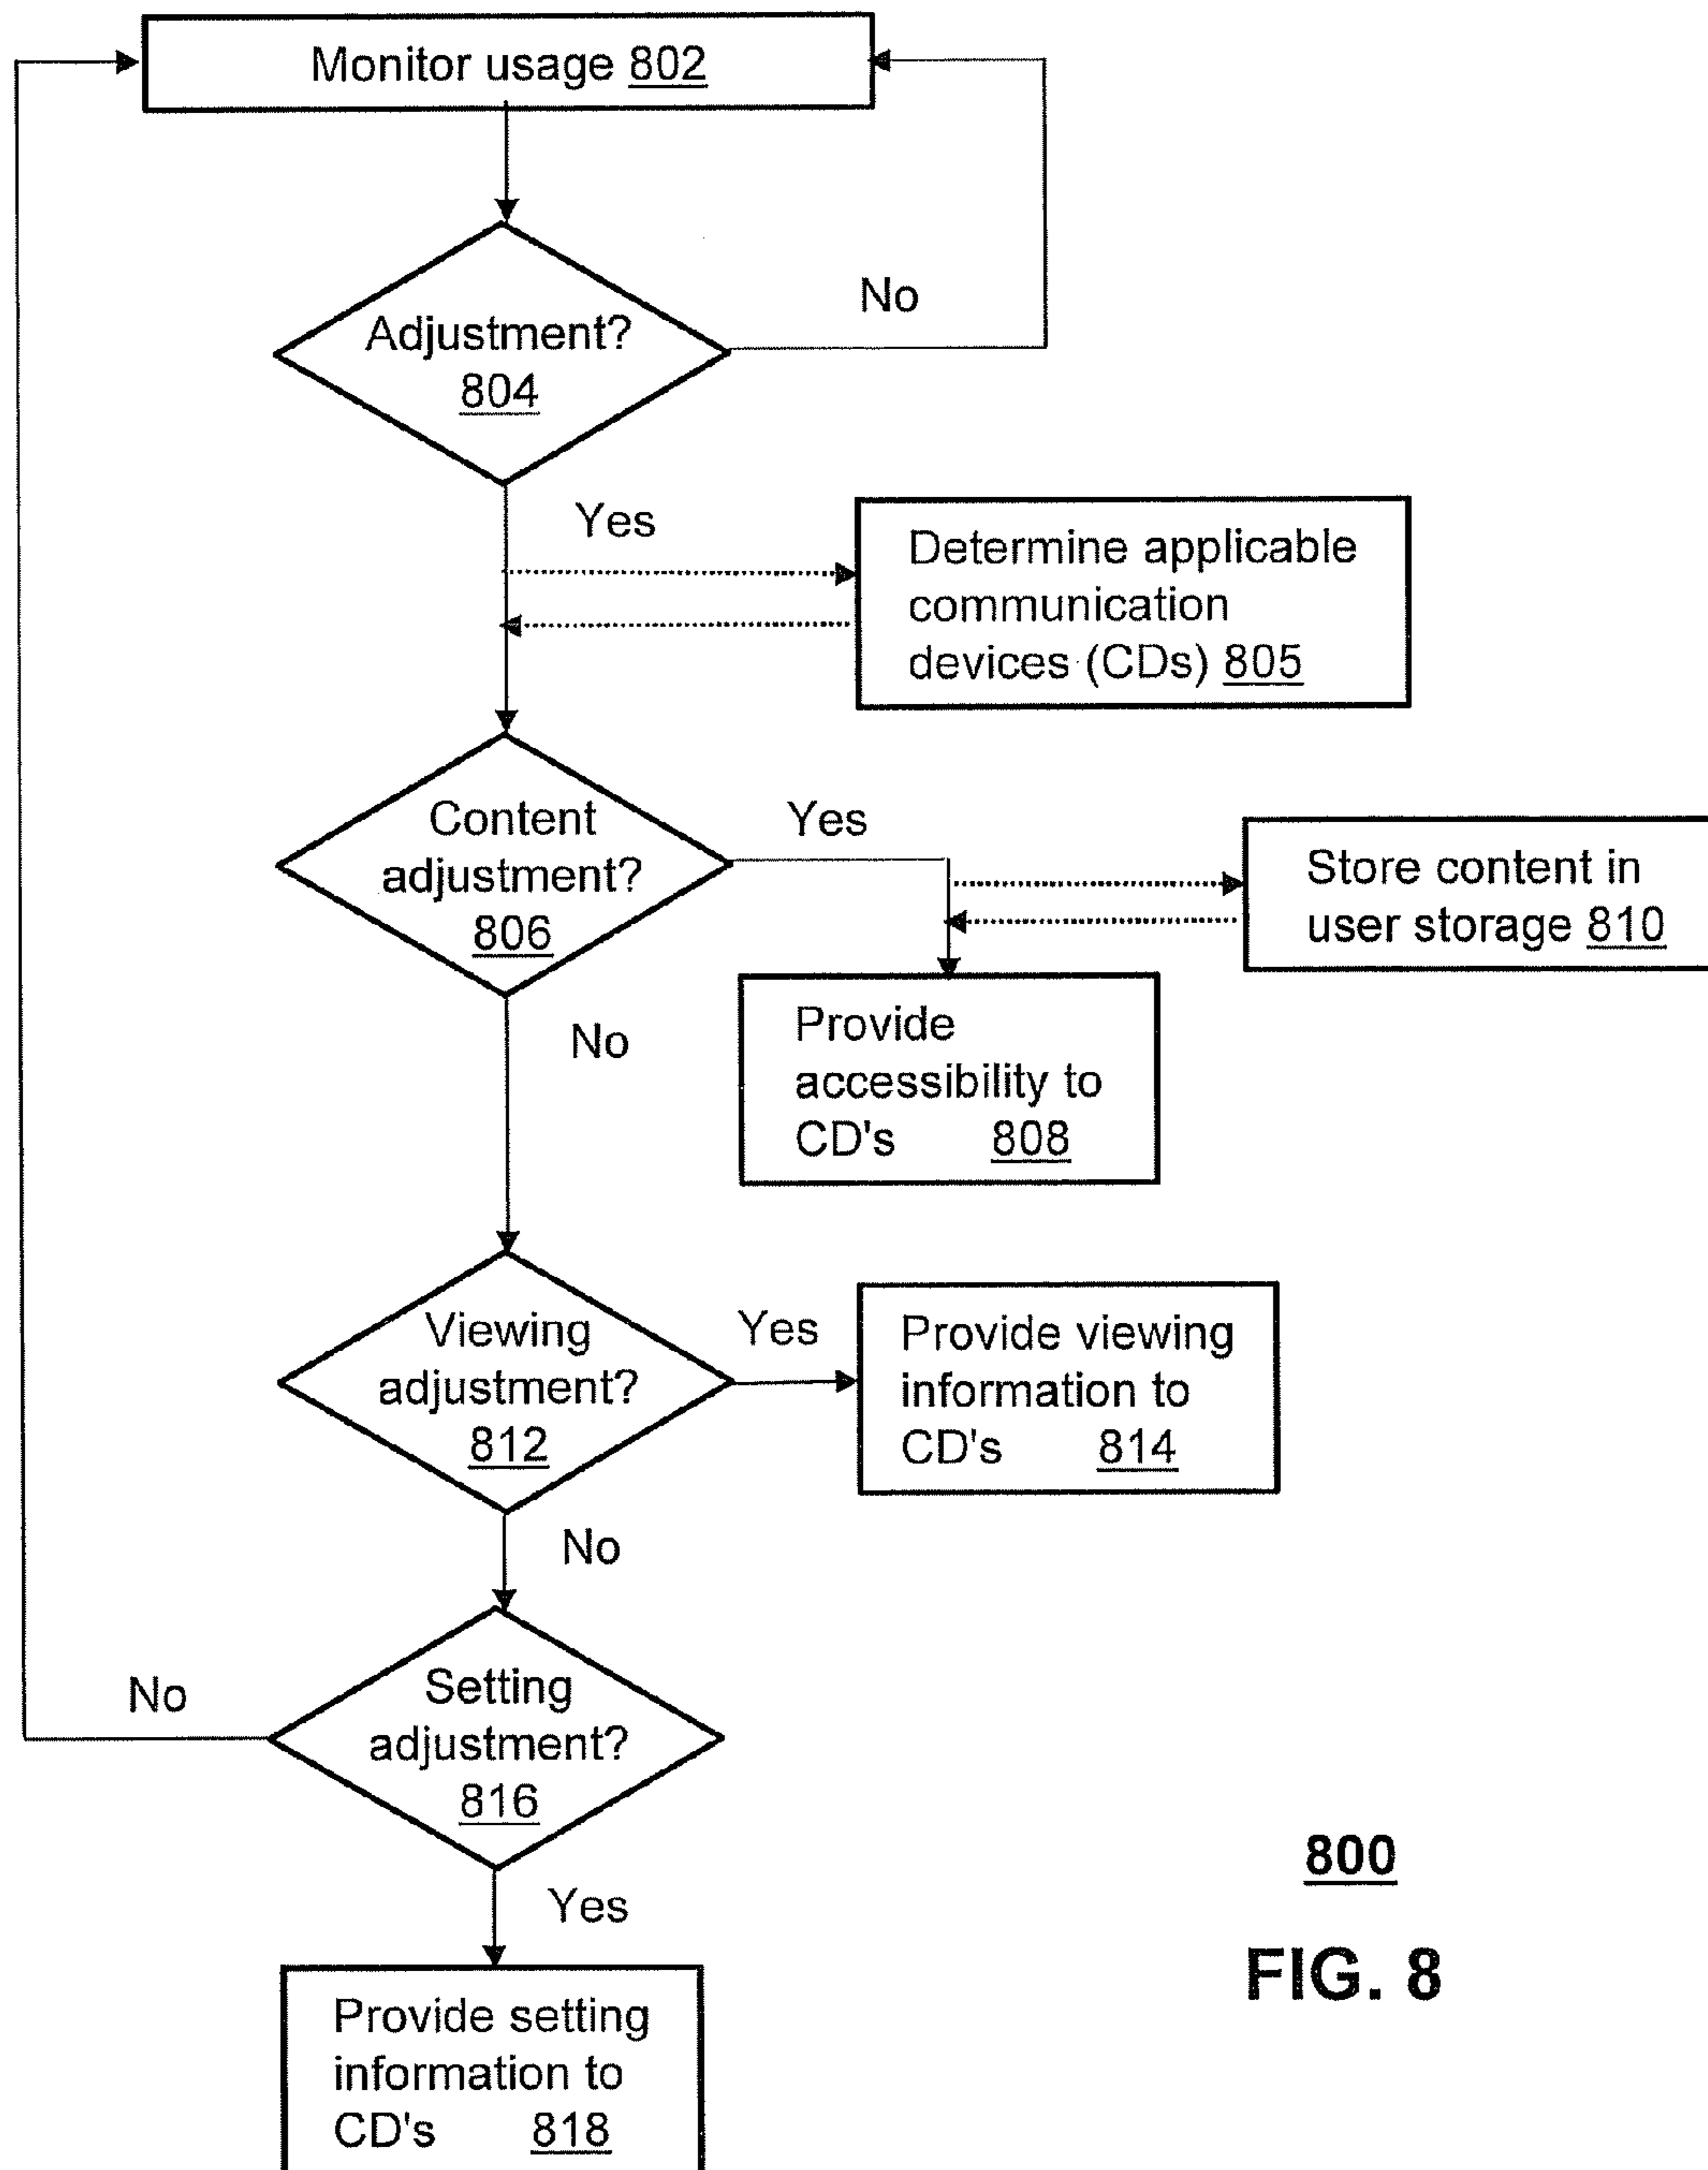 Monitor usage 802
Adjustment?
804
No
Yes
Determine applicable
communication
devices (CDs) 805
Content
adjustment?
806
Yes
Store content in
user storage 810
No
Provide
accessibility to
CD's 808
Viewing
adjustment?
812
Yes
Provide viewing
information to
CD's 814
No
Setting
adjustment?
816
No
Yes
Provide setting
information to
CD's 818
800
FIG. 8